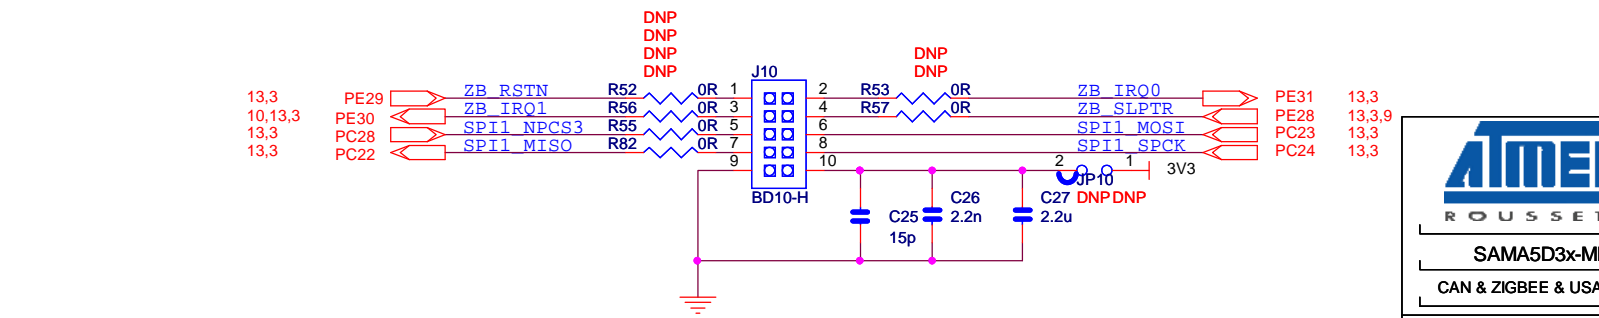 DNP
DNP
DNP DNP
DNP J10 DNP
13,3 PE29 ZB_RSTN R52 0R 1 2 R53 0R ZB_IRQ0 PE31 13,3
10,13,3 PE30 ZB_IRQ1 R56 0R 3 4 R57 0R ZB_SLPTR PE28 13,3,9
13,3 PC28 SPI1_NPCS3 R55 0R 5 6 SPI1_MOSI PC23 13,3
13,3 PC22 SPI1_MISO R82 0R 7 8 SPI1_SPCK PC24 13,3
9 10 2 1 3V3
JP10
BD10-H C26 C27 DNP DNP
C25 2.2n 2.2u
15p
ATMEL
ROUSSET
SAMA5D3x-M
CAN & ZIGBEE & USA